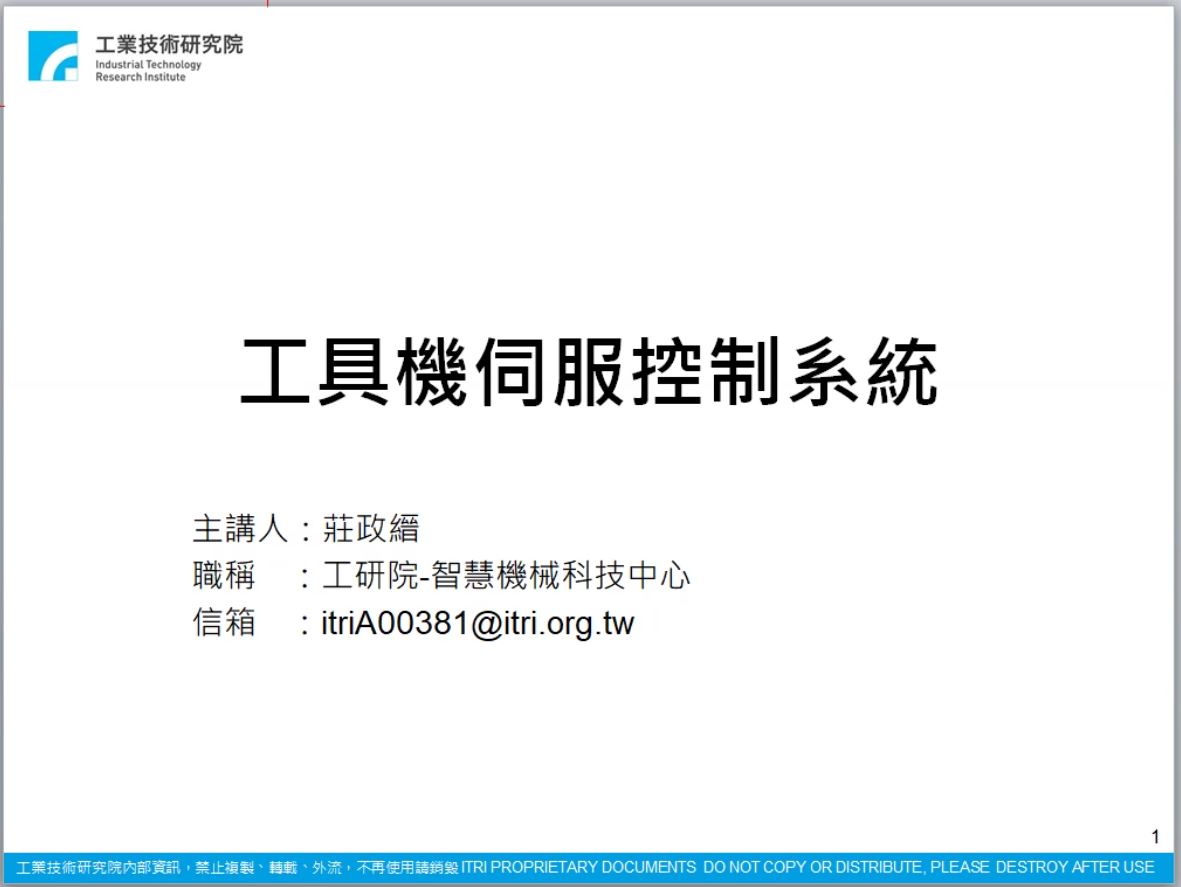 工業技術研究院
Industrial Technology
Research Institute
工具機伺服控制系統
主講人：莊政縉
職稱　：工研院-智慧機械科技中心
信箱　：itriA00381@itri.org.tw
1
工業技術研究院內部資訊，禁止複製、轉載、外流，不再使用請銷毀 ITRI PROPRIETARY DOCUMENTS DO NOT COPY OR DISTRIBUTE, PLEASE DESTROY AFTER USE